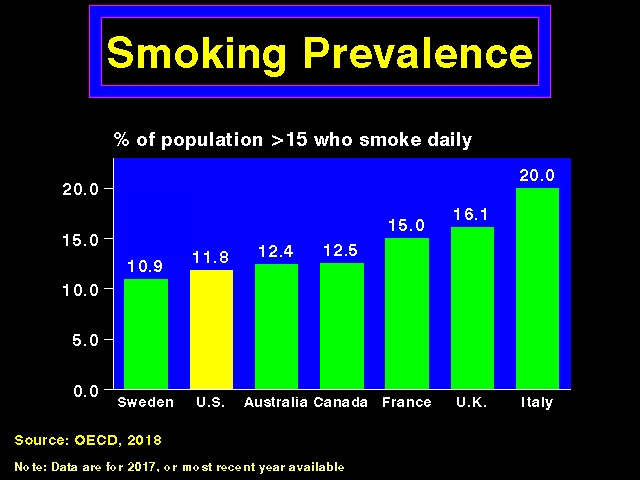 Smoking Prevalence
% of population >15 who smoke daily
20.0
15.0
10.0
5.0
0.0
10.9
11.8
12.4
12.5
15.0
16.1
20.0
Sweden U.S. Australia Canada France U.K. Italy
Source: OECD, 2018
Note: Data are for 2017, or most recent year available